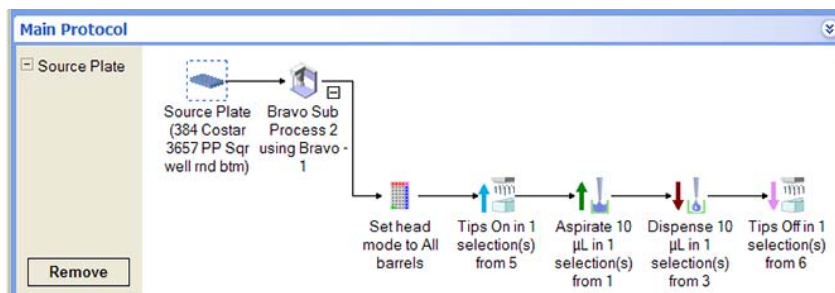 Main Protocol
Source Plate
Source Plate
(384 Costar
3657 PP Sqr
well rnd btm)
Bravo Sub
Process 2
using Bravo -
1
Set head
mode to All
barrels
Tips On in 1
selection(s)
from 5
Aspirate 10
µL in 1
selection(s)
from 1
Dispense 10
µL in 1
selection(s)
from 3
Tips Off in 1
selection(s)
from 6
Remove